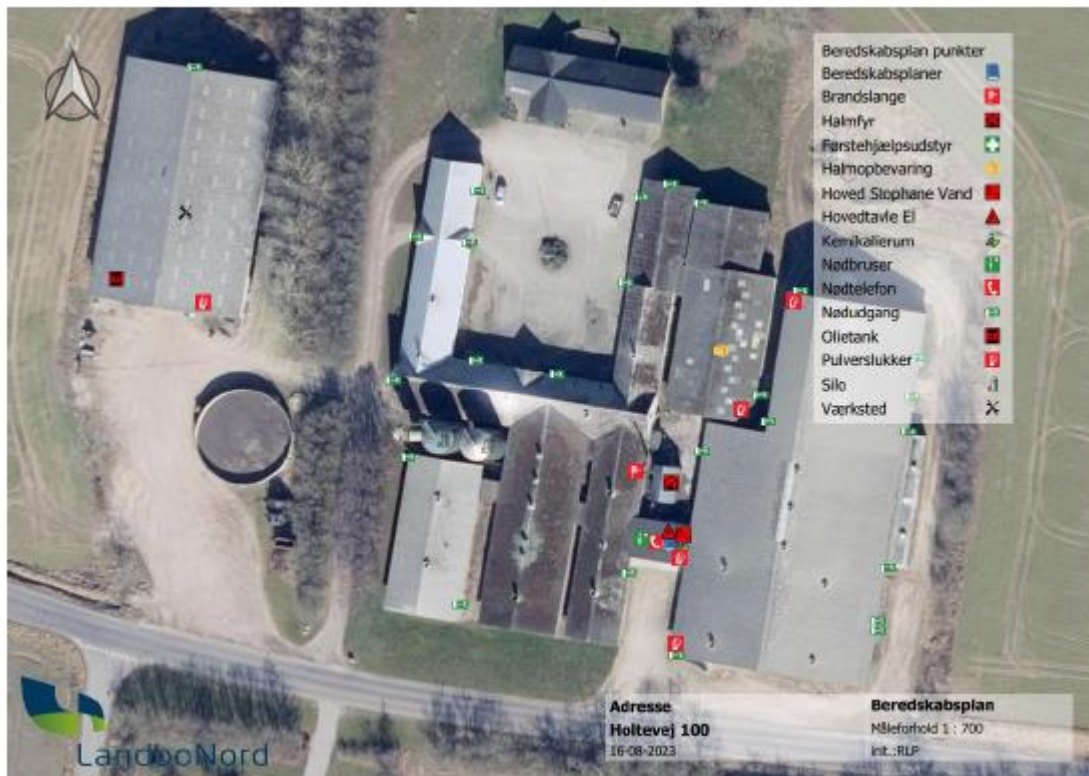 N
Beredskabsplan punkter
Beredskabsplaner
Brandslange
Halmfyr
Førstehjælpsudstyr
Halmopbevaring
Hoved Stophane Vand
Hovedtavle El
Kemikalierum
Nødbruser
Nødtelefon
Nødudgang
Olietank
Pulverslukker
Silo
Værksted
LandboNord
Adresse
Holtevej 100
16-08-2023
Beredskabsplan
Måleforhold 1 : 700
Init.:RLP